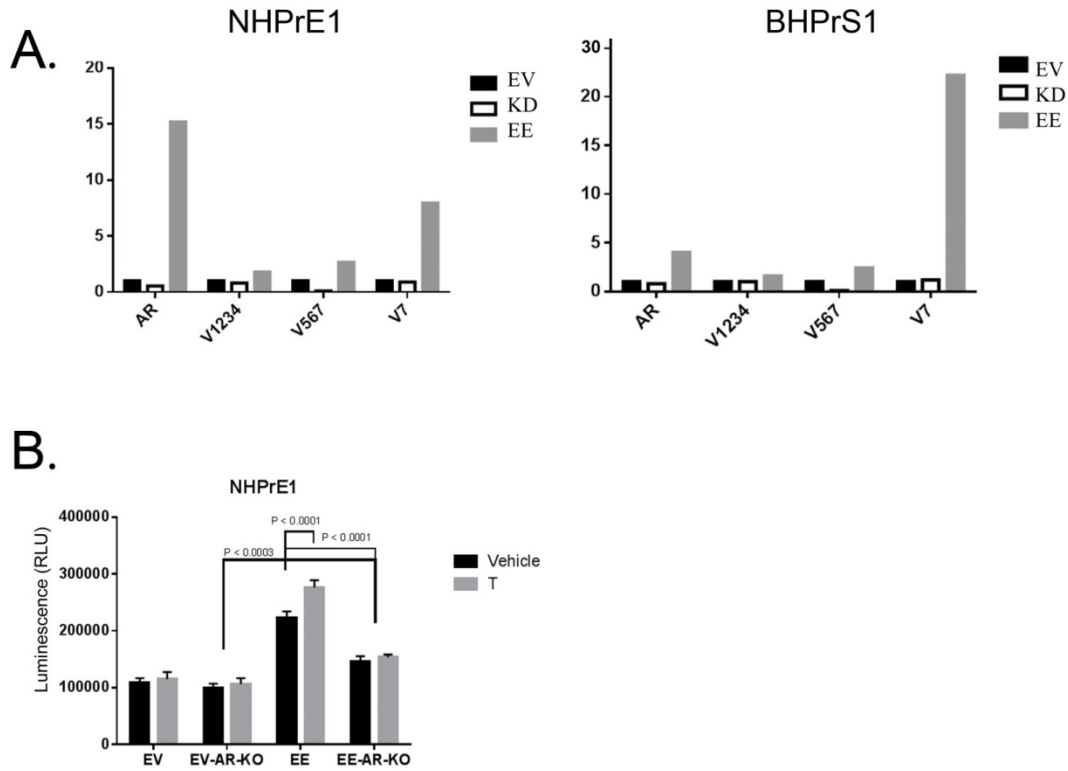 A.
NHPrE1
20
15
10
5
0
AR
V1234
V567
V7
EV
KD
EE
BHPrS1
30
25
20
15
10
5
0
AR
V1234
V567
V7
EV
KD
EE
B.
NHPrE1
Luminescence (RLU)
400000
300000
200000
100000
0
P < 0.0001
P < 0.0001
P < 0.0003
EV
EV-AR-KO
EE
EE-AR-KO
Vehicle
T